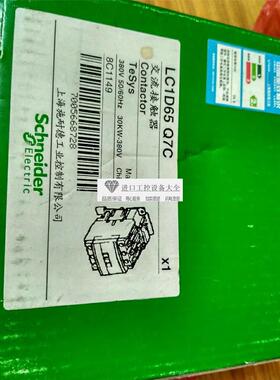 LC1D65 Q7C
交流接触器
Contactor
TeSys
380V 50/60Hz 30KW-380V
8C1149
7009668728
上海施耐德工业控制有限公司
Schneider
Electric
x1
进口工控设备大全